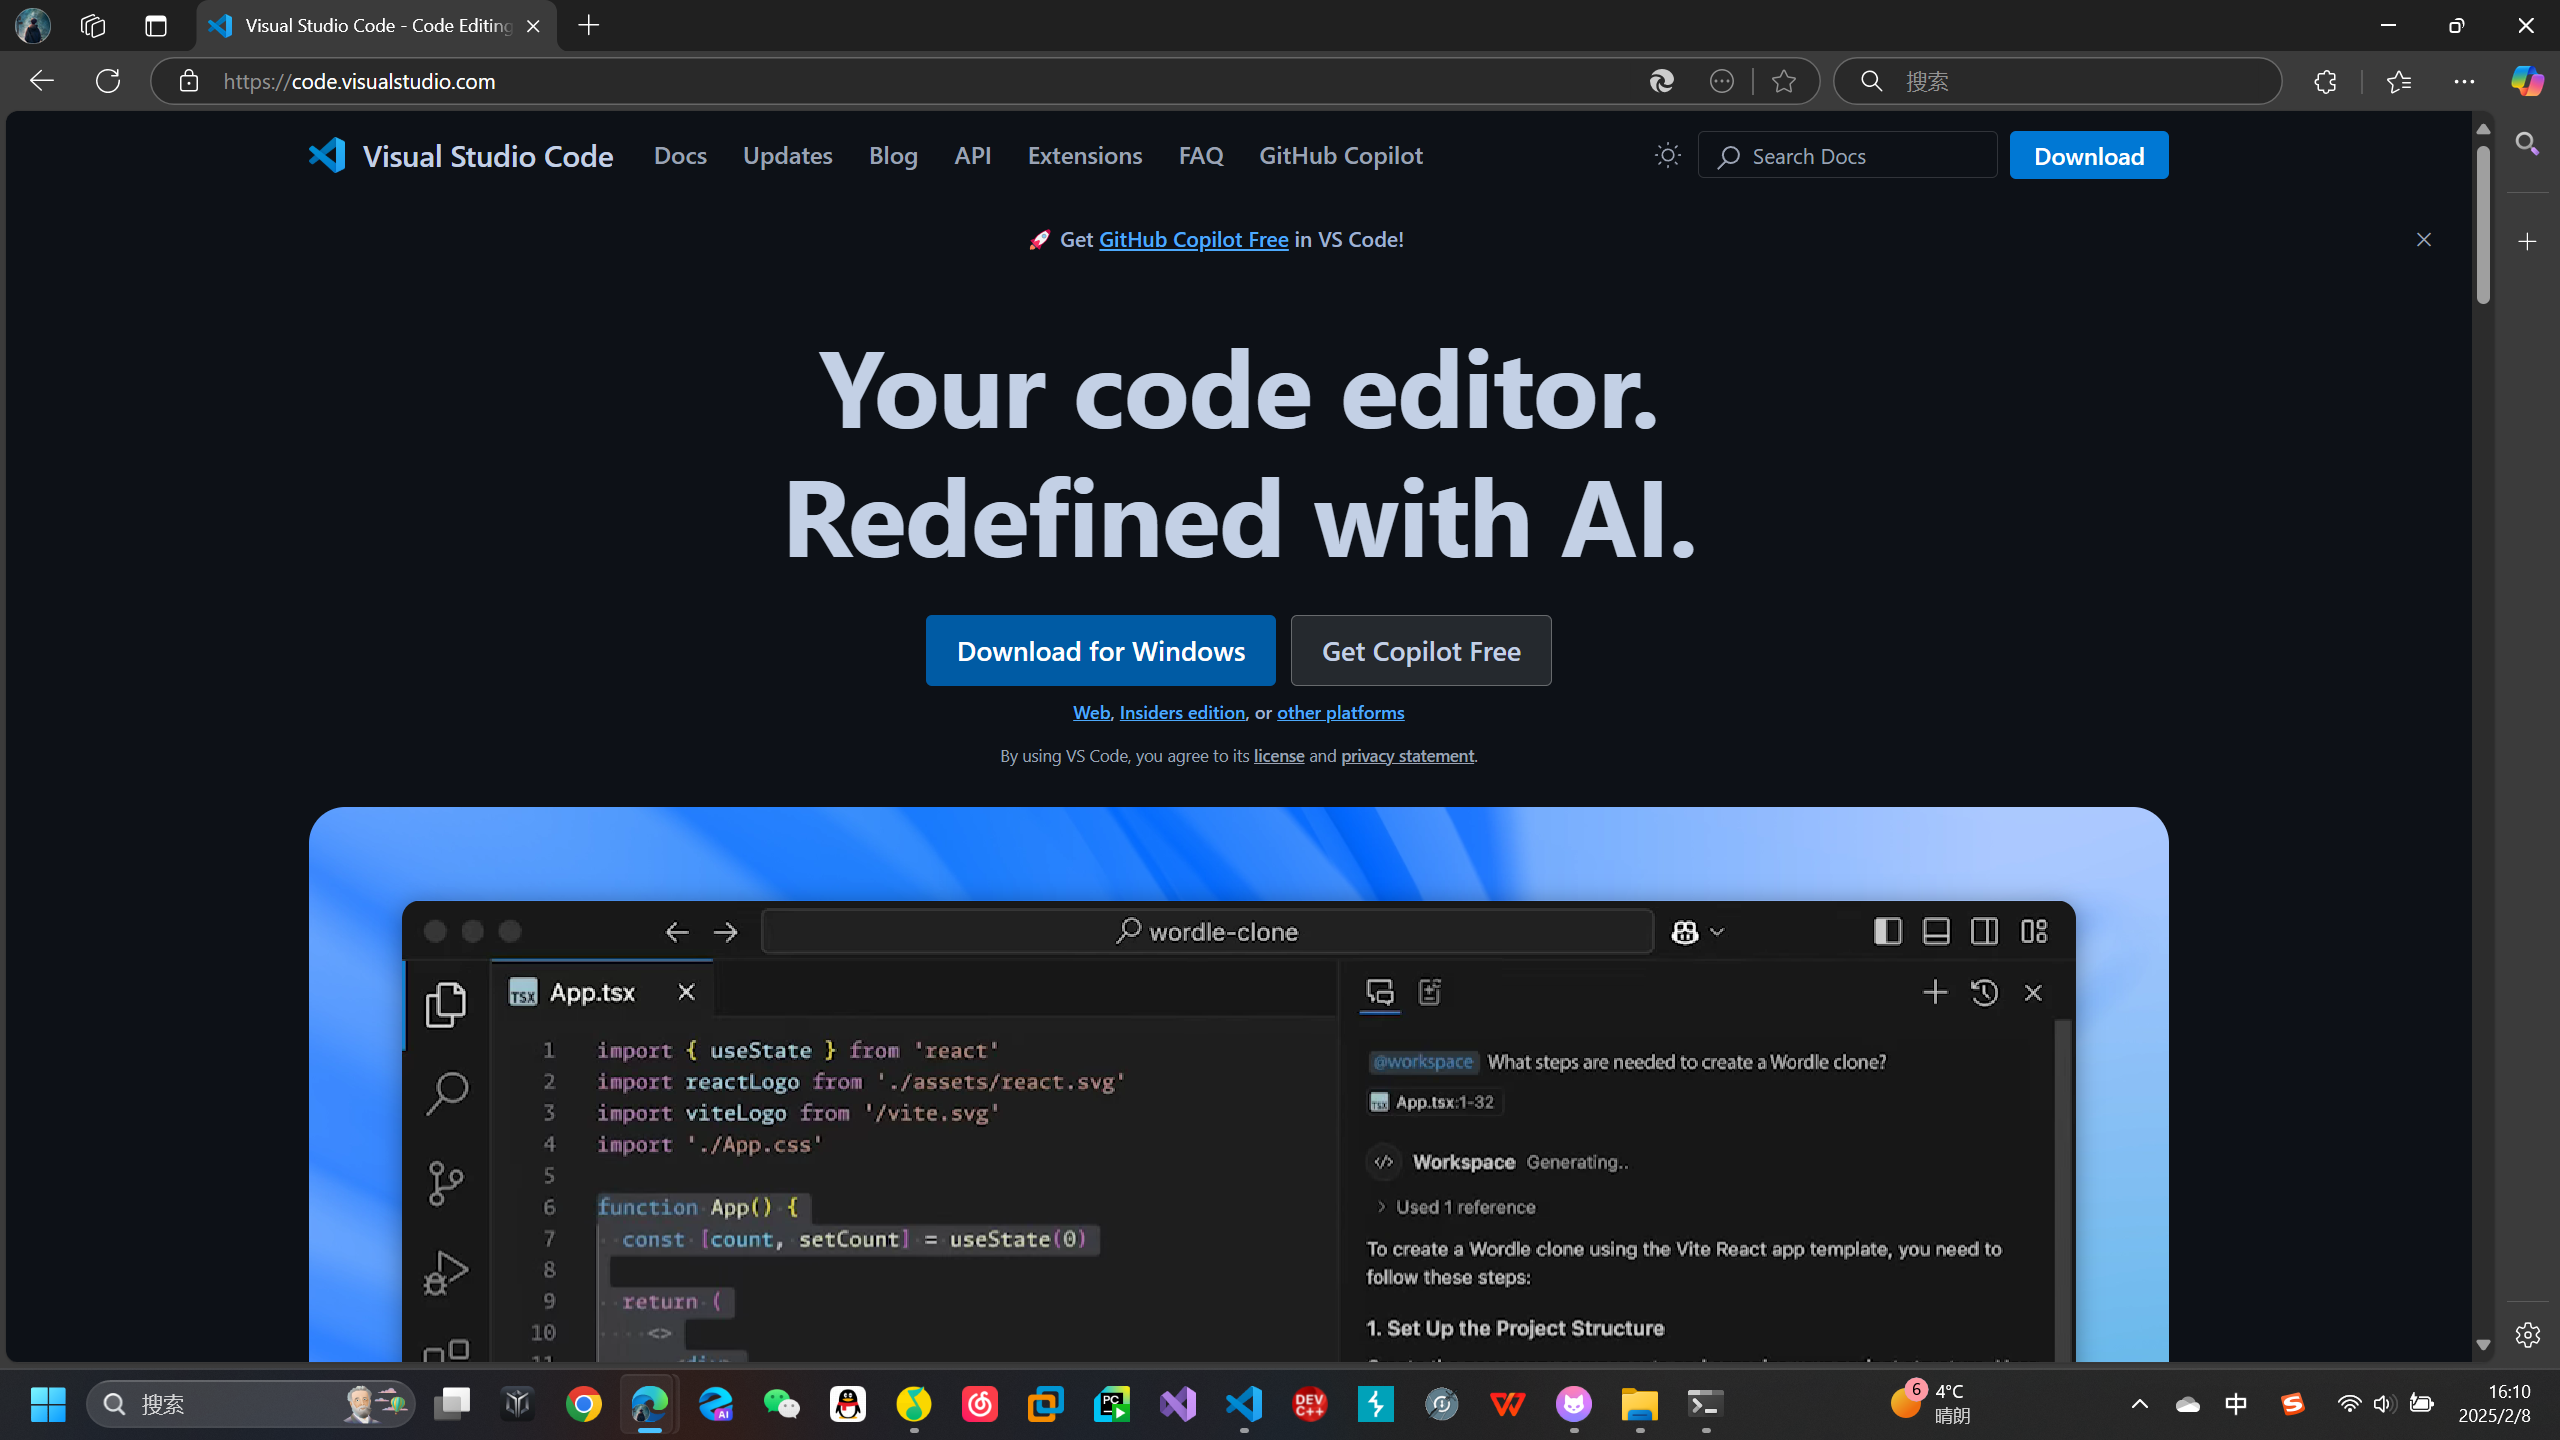 Visual Studio Code - Code Editing
https://code.visualstudio.com
搜索
Visual Studio Code
Docs
Updates
Blog
API
Extensions
FAQ
GitHub Copilot
Search Docs
Download
🚀 Get GitHub Copilot Free in VS Code!
Your code editor.
Redefined with AI.
Download for Windows
Get Copilot Free
Web, Insiders edition, or other platforms
By using VS Code, you agree to its license and privacy statement.
wordle-clone
TSX App.tsx
1 import { useState } from 'react'
2 import reactLogo from './assets/react.svg'
3 import viteLogo from '/vite.svg'
4 import './App.css'
5
6 function App() {
7 const [count, setCount] = useState(0)
8
9 return (
10 <>
11 <div
@workspace What steps are needed to create a Wordle clone?
TSX App.tsx:1-32
Workspace Generating..
Used 1 reference
To create a Wordle clone using the Vite React app template, you need to
follow these steps:
1. Set Up the Project Structure
搜索
AI
PC
DEV
C++
6
4°C
晴朗
中
16:10
2025/2/8